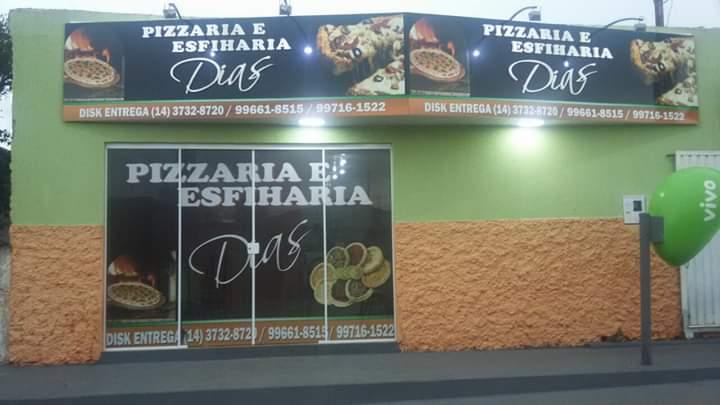 PIZZARIA E
ESFIHARIA
Dias
DISK ENTREGA (14) 3732-8720 / 99661-8515 / 99716-1522
PIZZARIA E
ESFIHARIA
Dias
DISK ENTREGA (14) 3732-8720 / 99661-8515 / 99716-1522
PIZZARIA E
ESFIHARIA
Dias
DISK ENTREGA (14) 3732-8720 / 99661-8515 / 99716-1522
vivo